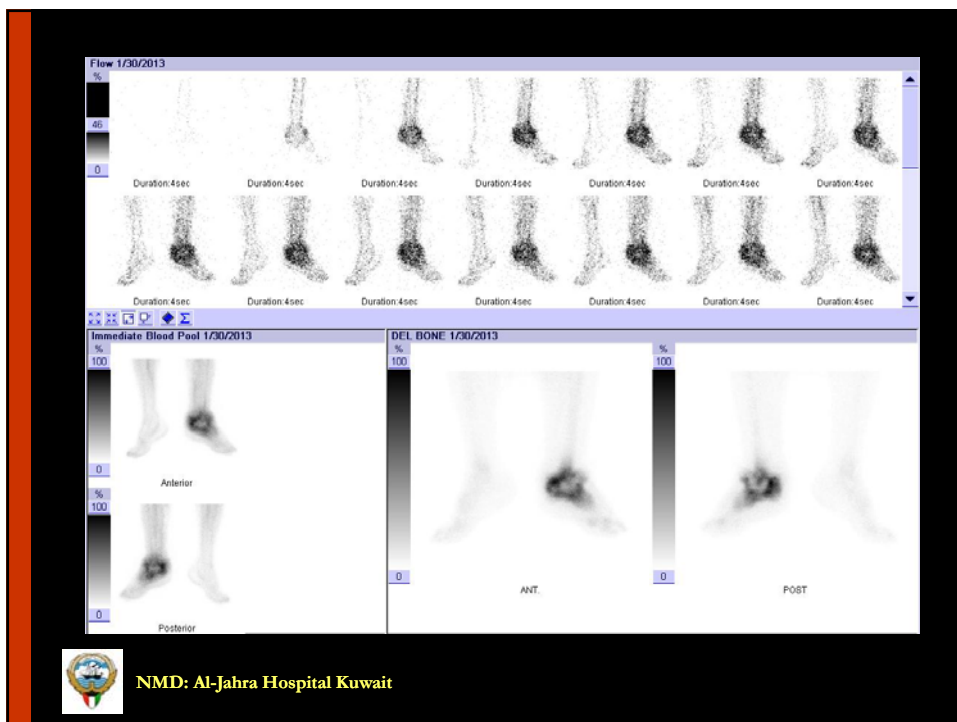 Flow 1/30/2013
%
46
0
Duration:4sec Duration:4sec Duration:4sec Duration:4sec Duration:4sec Duration:4sec Duration:4sec
Duration:4sec Duration:4sec Duration:4sec Duration:4sec Duration:4sec Duration:4sec Duration:4sec
Immediate Blood Pool 1/30/2013
%
100
0
Anterior
%
100
0
Posterior
DEL BONE 1/30/2013
% %
100 100
0 0
ANT. POST
NMD: Al-Jahra Hospital Kuwait